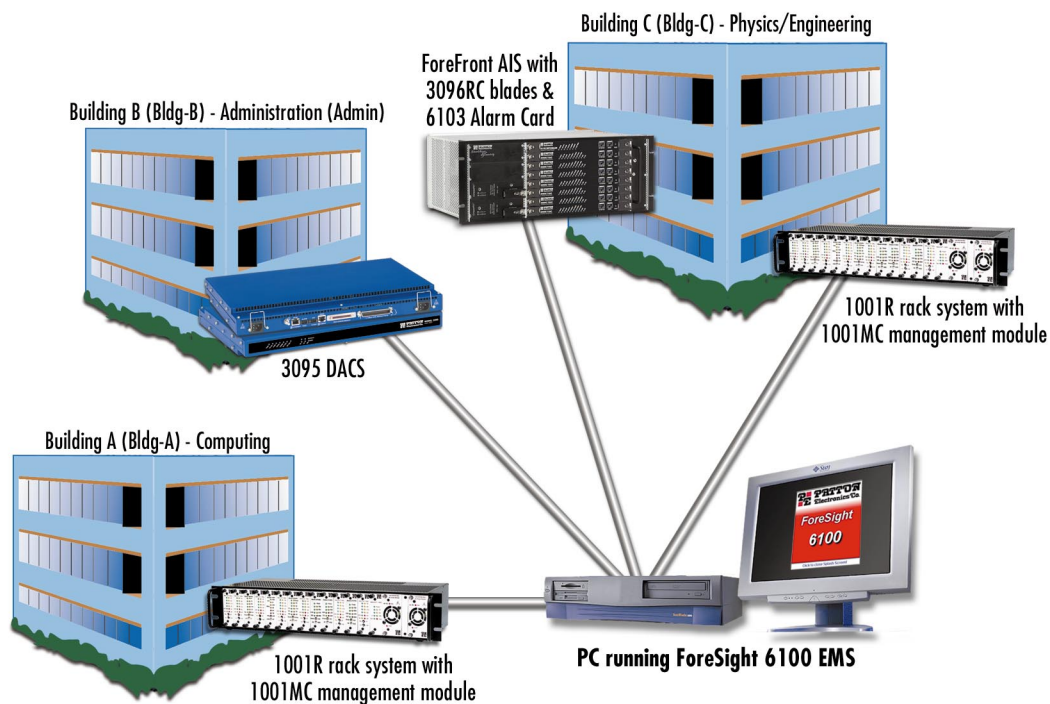 Building C (Bldg-C) - Physics/Engineering
ForeFront AIS with
3096RC blades &
6103 Alarm Card
Building B (Bldg-B) - Administration (Admin)
1001R rack system with
1001MC management module
3095 DACS
Building A (Bldg-A) - Computing
Sun
PATTON
Electronics Co.
ForeSight
6100
PC running ForeSight 6100 EMS
1001R rack system with
1001MC management module